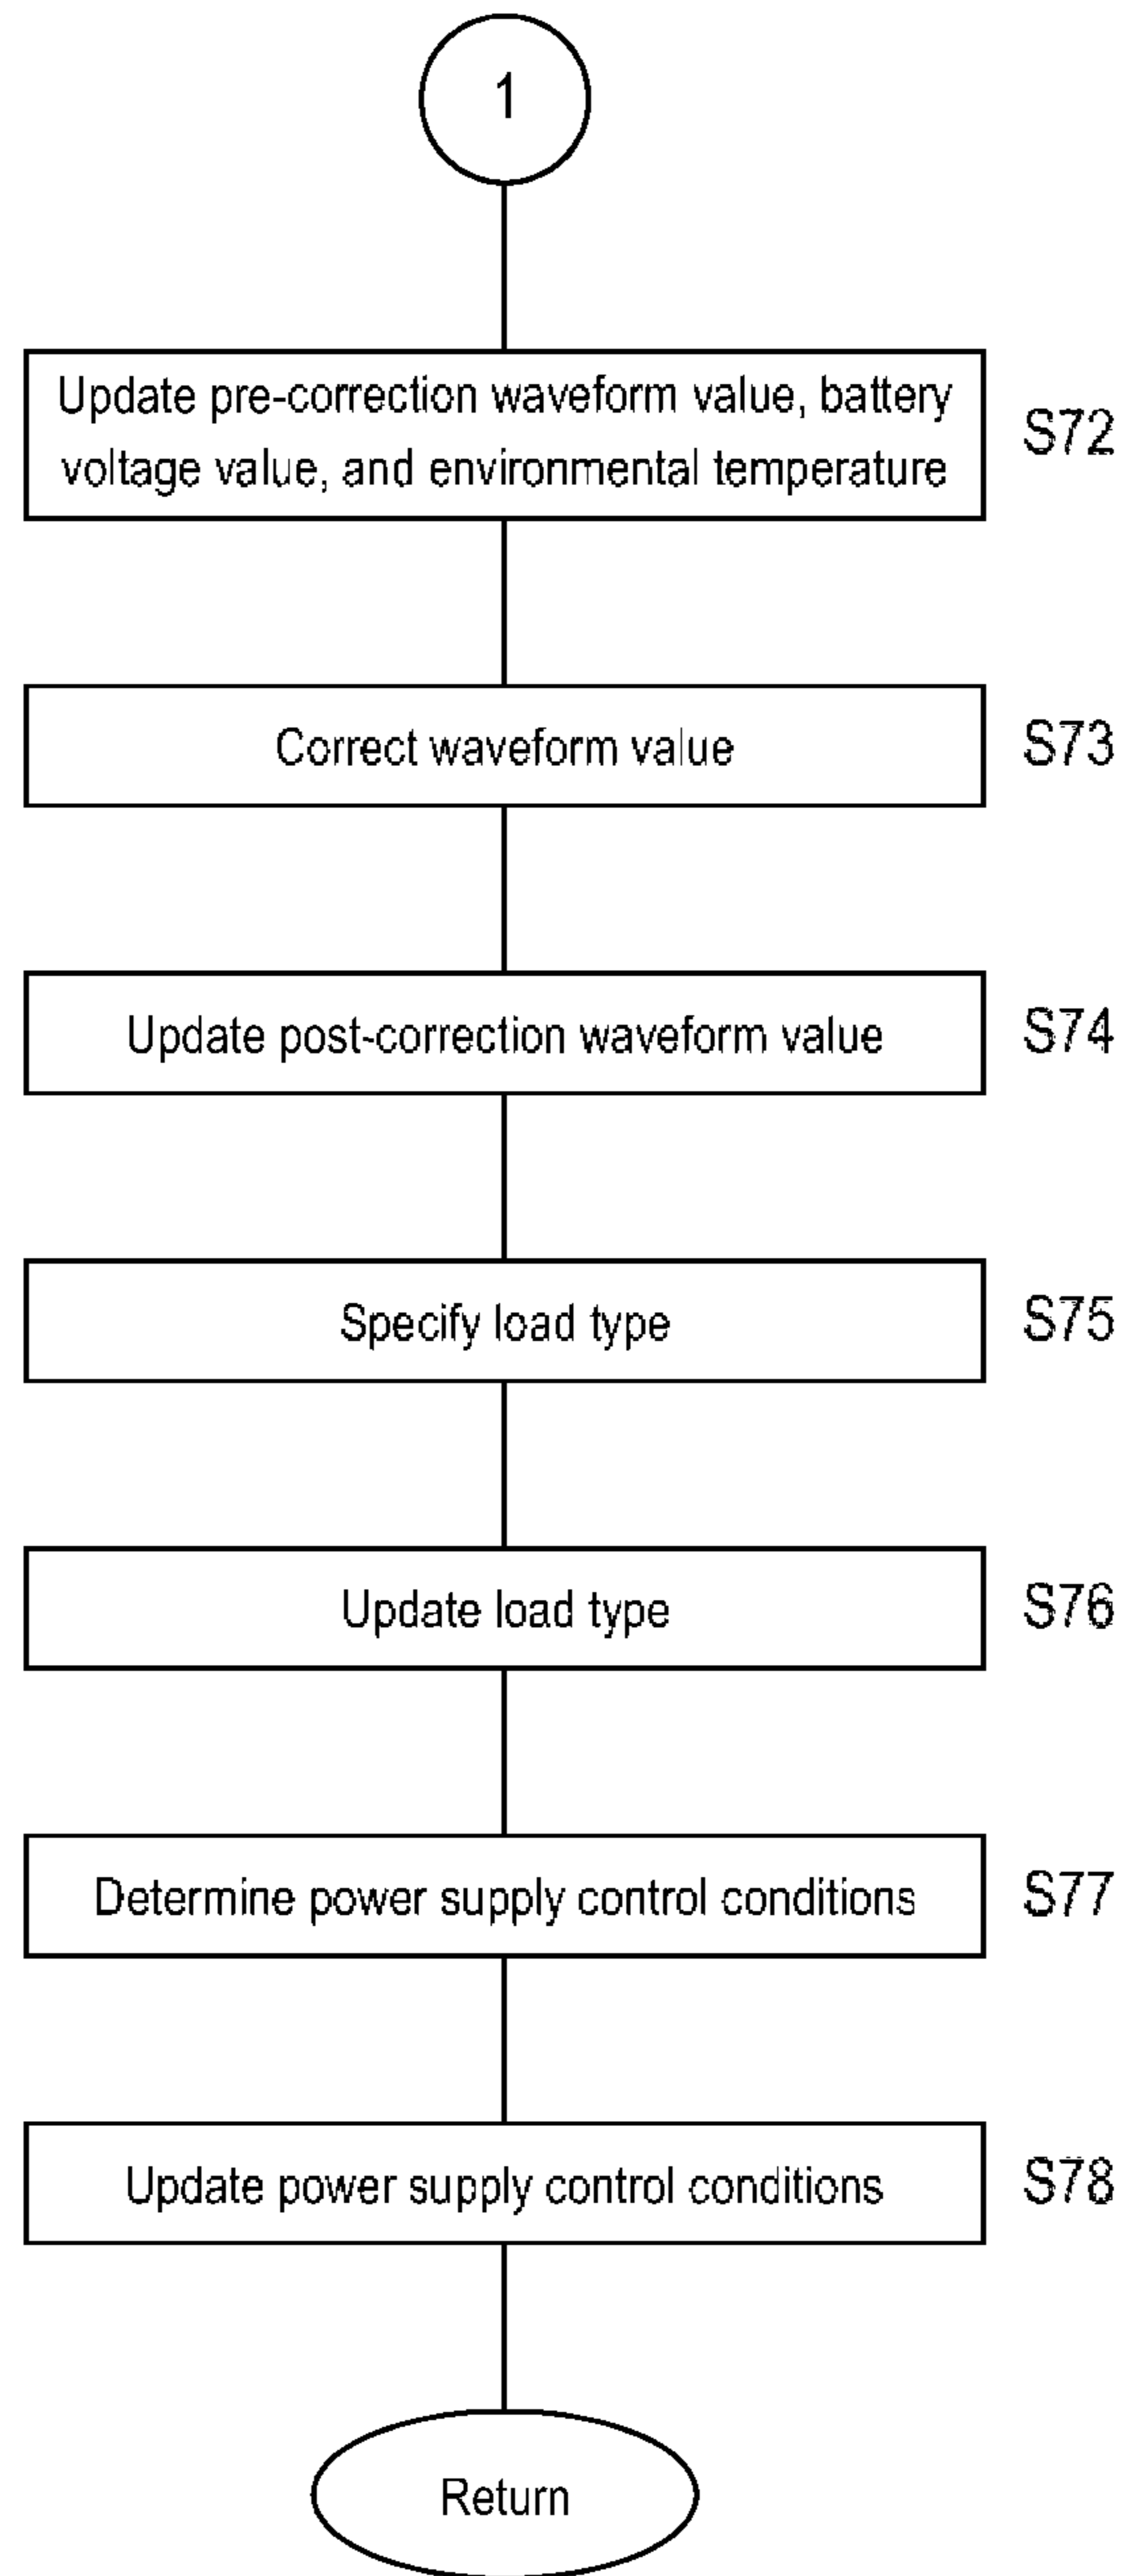 1
Update pre-correction waveform value, battery
voltage value, and environmental temperature
S72
Correct waveform value
S73
Update post-correction waveform value
S74
Specify load type
S75
Update load type
S76
Determine power supply control conditions
S77
Update power supply control conditions
S78
Return